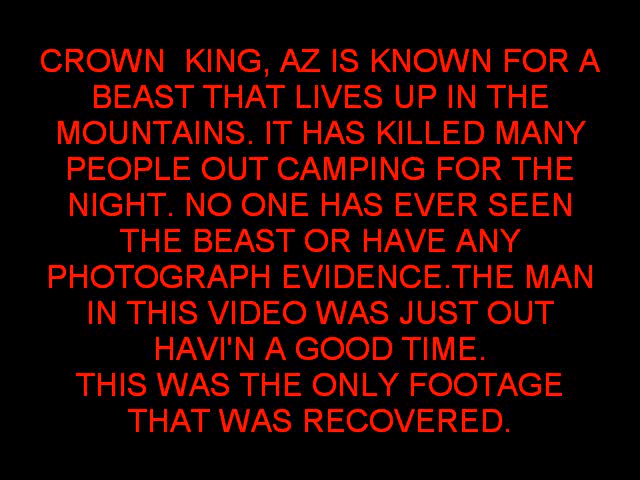 CROWN  KING, AZ IS KNOWN FOR A
BEAST THAT LIVES UP IN THE
MOUNTAINS. IT HAS KILLED MANY
PEOPLE OUT CAMPING FOR THE
NIGHT. NO ONE HAS EVER SEEN
THE BEAST OR HAVE ANY
PHOTOGRAPH EVIDENCE.THE MAN
IN THIS VIDEO WAS JUST OUT
HAVI'N A GOOD TIME.
THIS WAS THE ONLY FOOTAGE
THAT WAS RECOVERED.